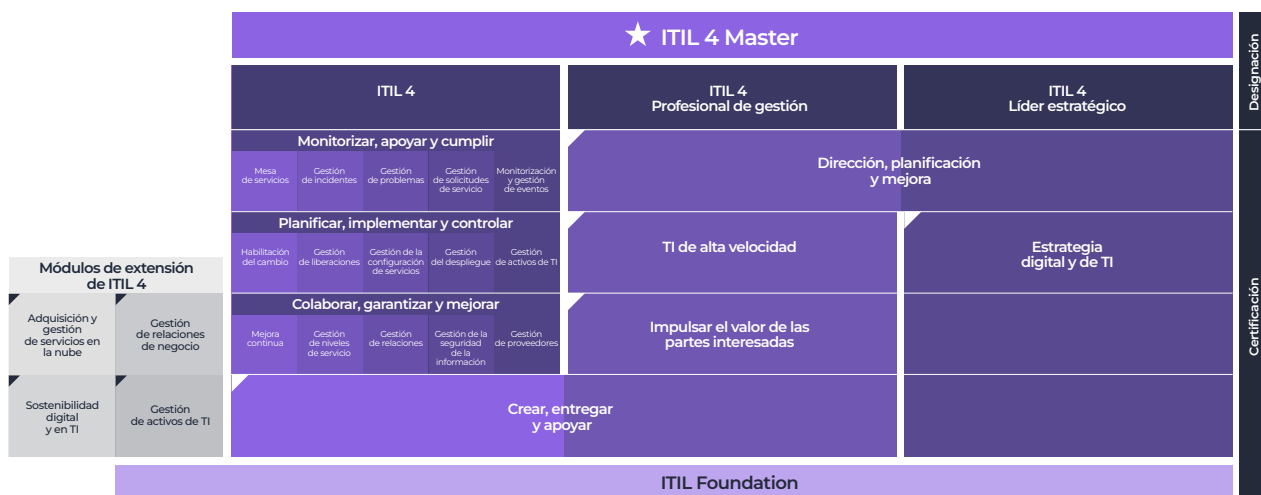 ITIL 4 Master
Designación
ITIL 4
ITIL 4
Profesional de gestión
ITIL 4
Líder estratégico
Certificación
Monitorizar, apoyar y cumplir
Mesa
de servicios
Gestión
de incidentes
Gestión
de problemas
Gestión
de solicitudes
de servicio
Monitorización
y gestión
de eventos
Dirección, planificación
y mejora
Planificar, implementar y controlar
Habilitación
del cambio
Gestión
de liberaciones
Gestión de la
configuración
de servicios
Gestión
del despliegue
Gestión
de activos de TI
TI de alta velocidad
Estrategia
digital y de TI
Colaborar, garantizar y mejorar
Mejora
continua
Gestión
de niveles
de servicio
Gestión
de relaciones
Gestión de la
seguridad
de la
información
Gestión
de proveedores
Impulsar el valor de las
partes interesadas
Crear, entregar
y apoyar
Módulos de extensión
de ITIL 4
Adquisición y
gestión
de servicios en
la nube
Gestión
de relaciones
de negocio
Sostenibilidad
digital
y en TI
Gestión
de activos de TI
ITIL Foundation